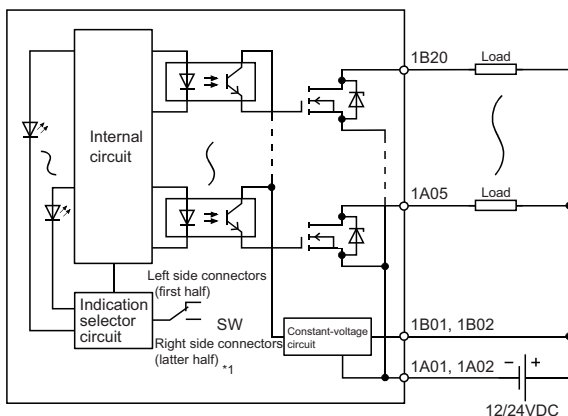 1B20
Load
Internal
circuit
1A05
Load
Left side connectors
(first half)
Indication
selector
circuit
SW
Right side connectors
(latter half)
*1
Constant-voltage
circuit
1B01, 1B02
1A01, 1A02
− +
12/24VDC